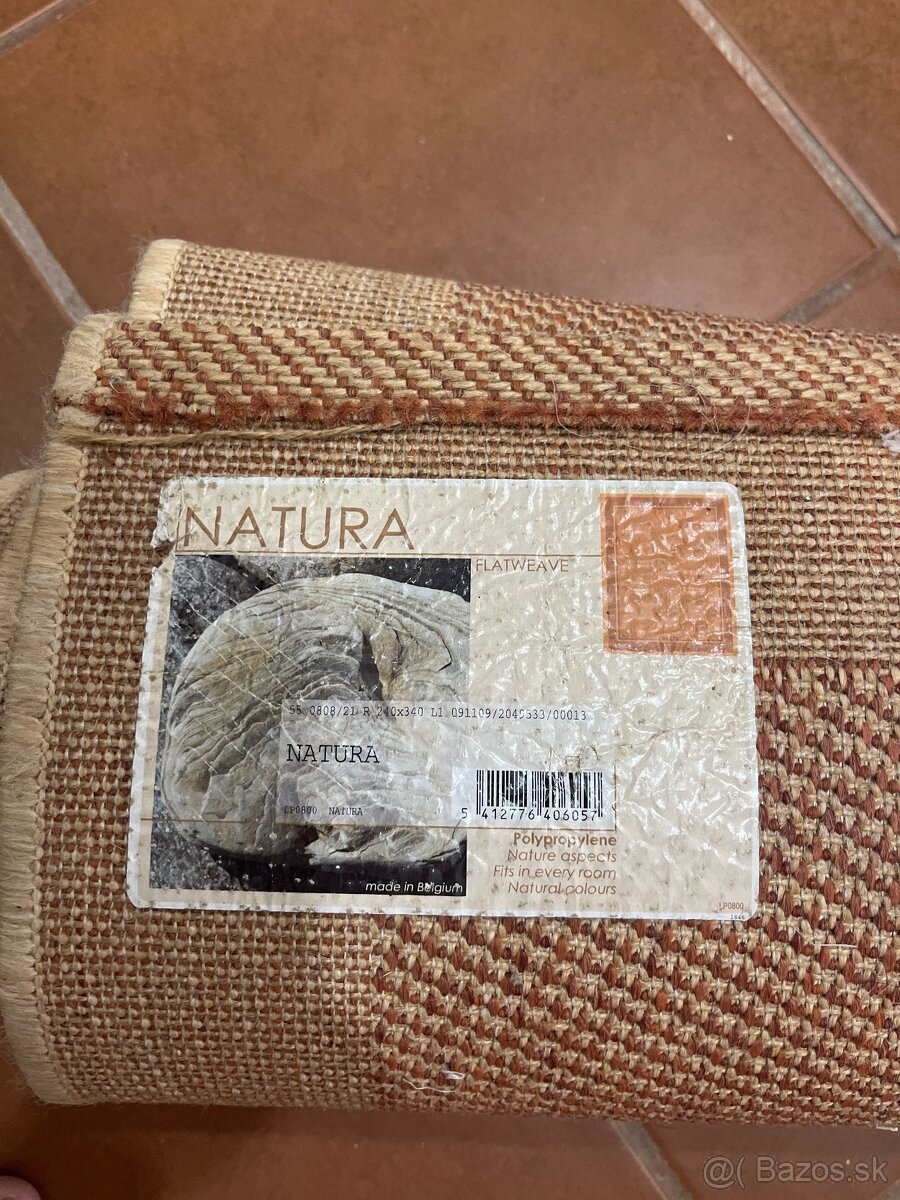 NATURA
FLATWEAVE
55 0808/21 R 240x340 L1 091109/2040533/00013
NATURA
LP0800 NATURA
5 412776 406057
Polypropylene
Nature aspects
Fits in every room
Natural colours
made in Belgium
LP0800
@( Bazos.sk